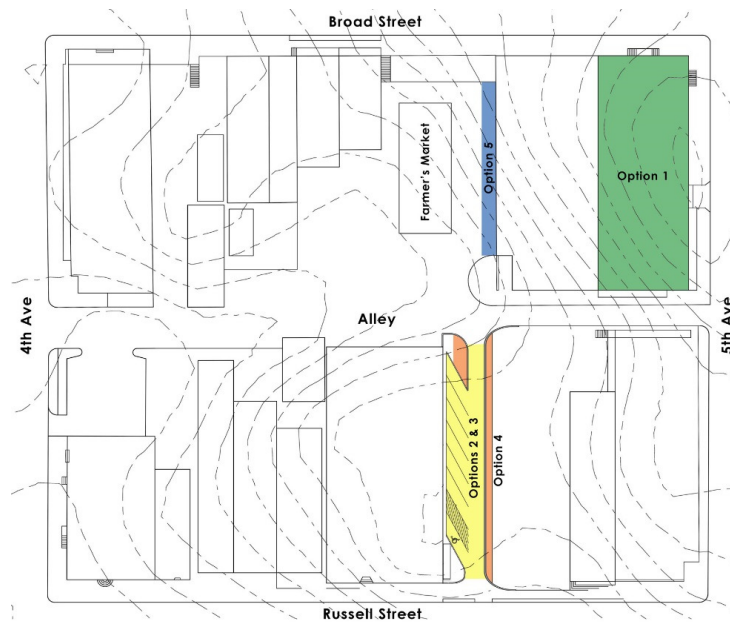 Broad Street
Farmer's Market
Option 5
Option 1
4th Ave
Alley
5th Ave
Options 2 & 3
Option 4
Russell Street